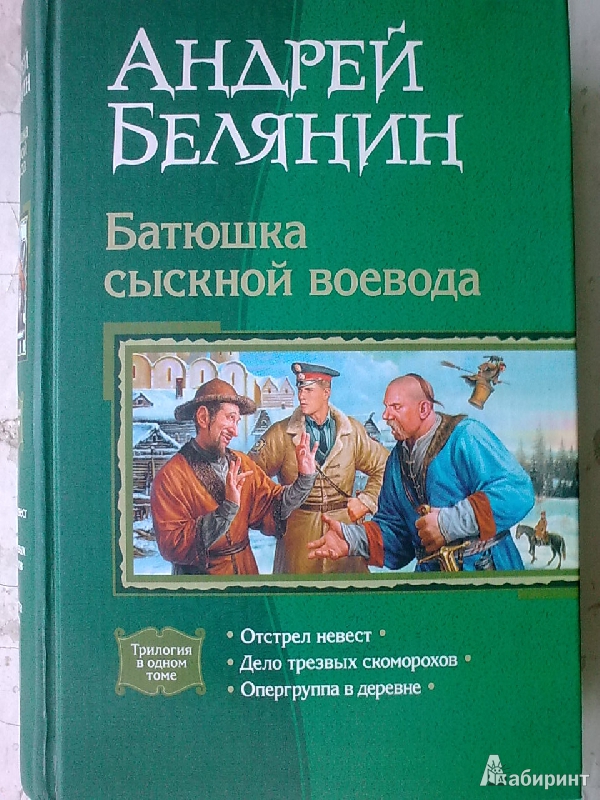 АНДРЕЙ
БЕЛЯНИН
Батюшка
сыскной воевода
Трилогия
в одном
томе
• Отстрел невест •
• Дело трезвых скоморохов •
• Опергруппа в деревне •
Лабиринт